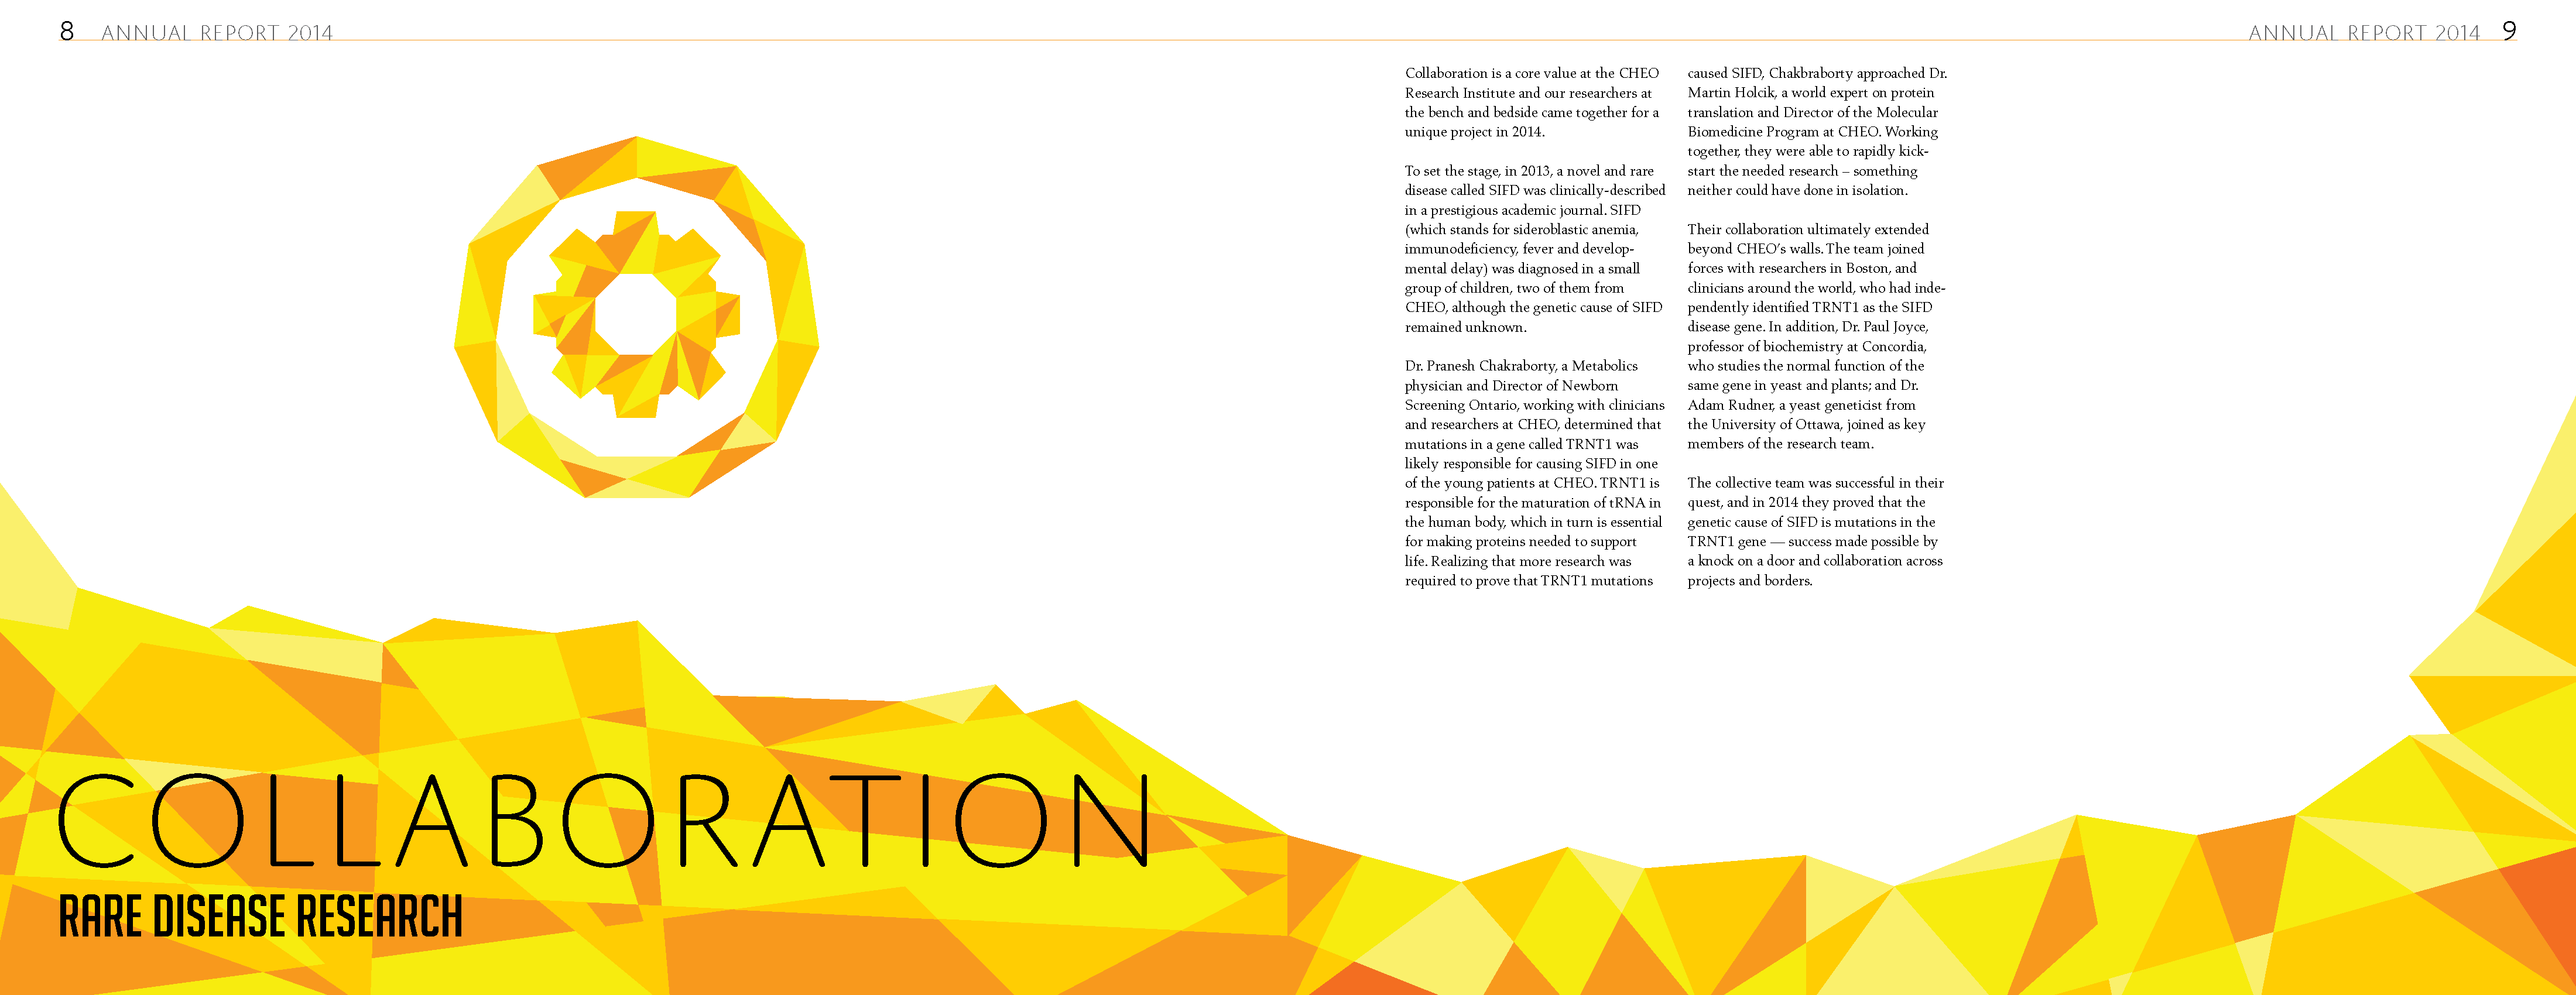 8 ANNUAL REPORT 2014
ANNUAL REPORT 2014 9
COLLABORATION
RARE DISEASE RESEARCH
Collaboration is a core value at the CHEO
Research Institute and our researchers at
the bench and bedside came together for a
unique project in 2014.
To set the stage, in 2013, a novel and rare
disease called SIFD was clinically-described
in a prestigious academic journal. SIFD
(which stands for sideroblastic anemia,
immunodeficiency, fever and develop-
mental delay) was diagnosed in a small
group of children, two of them from
CHEO, although the genetic cause of SIFD
remained unknown.
Dr. Pranesh Chakraborty, a Metabolics
physician and Director of Newborn
Screening Ontario, working with clinicians
and researchers at CHEO, determined that
mutations in a gene called TRNT1 was
likely responsible for causing SIFD in one
of the young patients at CHEO. TRNT1 is
responsible for the maturation of tRNA in
the human body, which in turn is essential
for making proteins needed to support
life. Realizing that more research was
required to prove that TRNT1 mutations
caused SIFD, Chakbraborty approached Dr.
Martin Holcik, a world expert on protein
translation and Director of the Molecular
Biomedicine Program at CHEO. Working
together, they were able to rapidly kick-
start the needed research – something
neither could have done in isolation.
Their collaboration ultimately extended
beyond CHEO’s walls. The team joined
forces with researchers in Boston, and
clinicians around the world, who had inde-
pendently identified TRNT1 as the SIFD
disease gene. In addition, Dr. Paul Joyce,
professor of biochemistry at Concordia,
who studies the normal function of the
same gene in yeast and plants; and Dr.
Adam Rudner, a yeast geneticist from
the University of Ottawa, joined as key
members of the research team.
The collective team was successful in their
quest, and in 2014 they proved that the
genetic cause of SIFD is mutations in the
TRNT1 gene — success made possible by
a knock on a door and collaboration across
projects and borders.